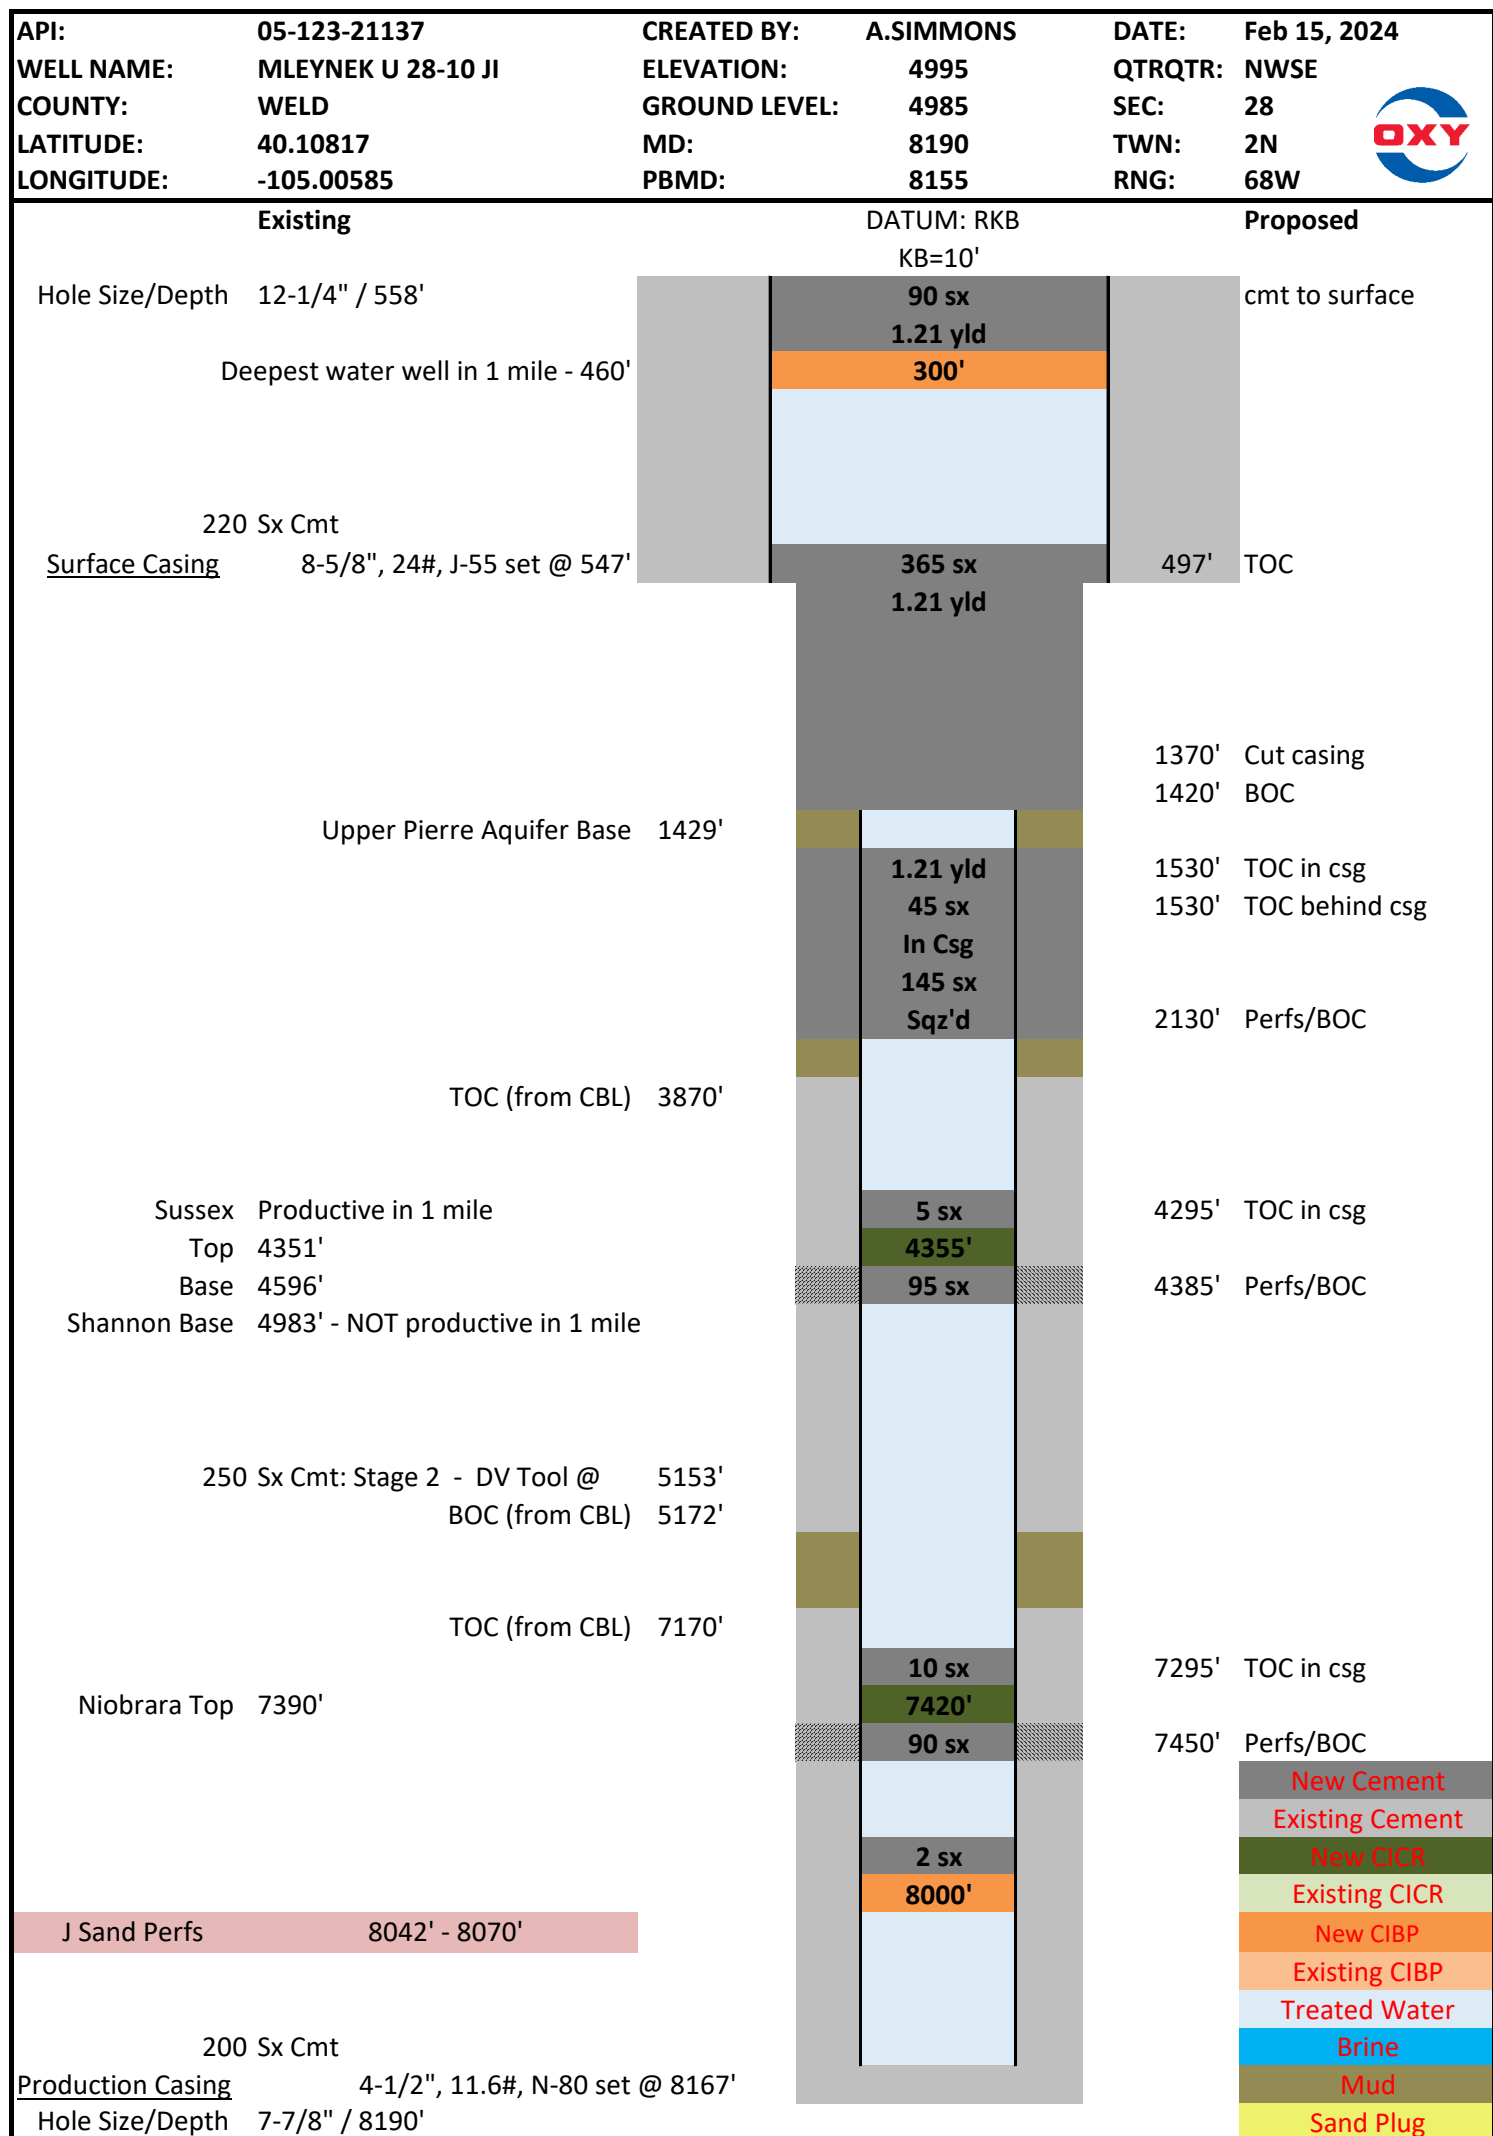 API: 05-123-21137 CREATED BY: A.SIMMONS DATE: Feb 15, 2024
WELL NAME: MLEYNEK U 28-10 JI ELEVATION: 4995 QTRQTR: NWSE
COUNTY: WELD GROUND LEVEL: 4985 SEC: 28
OXY
LATITUDE: 40.10817 MD: 8190 TWN: 2N
LONGITUDE: -105.00585 PBMD: 8155 RNG: 68W
Existing DATUM: RKB Proposed
KB=10'
Hole Size/Depth 12-1/4" / 558' 90 sx cmt to surface
1.21 yld
Deepest water well in 1 mile - 460' 300'
220 Sx Cmt
Surface Casing 8-5/8", 24#, J-55 set @ 547' 365 sx 497' TOC
1.21 yld
1370' Cut casing
1420' BOC
Upper Pierre Aquifer Base 1429'
1.21 yld 1530' TOC in csg
45 sx 1530' TOC behind csg
In Csg
145 sx
Sqz'd 2130' Perfs/BOC
TOC (from CBL) 3870'
Sussex Productive in 1 mile 5 sx 4295' TOC in csg
Top 4351' 4355'
Base 4596' 95 sx 4385' Perfs/BOC
Shannon Base 4983' - NOT productive in 1 mile
250 Sx Cmt: Stage 2 - DV Tool @ 5153'
BOC (from CBL) 5172'
TOC (from CBL) 7170'
10 sx 7295' TOC in csg
Niobrara Top 7390' 7420'
90 sx 7450' Perfs/BOC
New Cement
Existing Cement
2 sx New CICR
8000' Existing CICR
J Sand Perfs 8042' - 8070' New CIBP
Existing CIBP
Treated Water
200 Sx Cmt Brine
Production Casing 4-1/2", 11.6#, N-80 set @ 8167' Mud
Hole Size/Depth 7-7/8" / 8190' Sand Plug